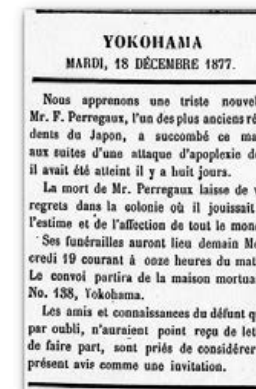 YOKOHAMA
MARDI, 18 DÉCEMBRE 1877.
Nous apprenons une triste nouvel
Mr. F. Perregaux, l'un des plus anciens ré
dents du Japon, a succombé ce ma
aux suites d'une attaque d'apoplexie do
il avait été atteint il y a huit jours.
La mort de Mr. Perregaux laisse de v
regrets dans la colonie où il jouissait
l'estime et de l'affection de tout le mon
Ses funérailles auront lieu demain Me
credi 19 courant à onze heures du mat
Le convoi partira de la maison mortua
No. 138, Yokohama.
Les amis et connaissances du défunt q
par oubli, n'auraient point reçu de let
de faire part, sont priés de considérer
présent avis comme une invitation.